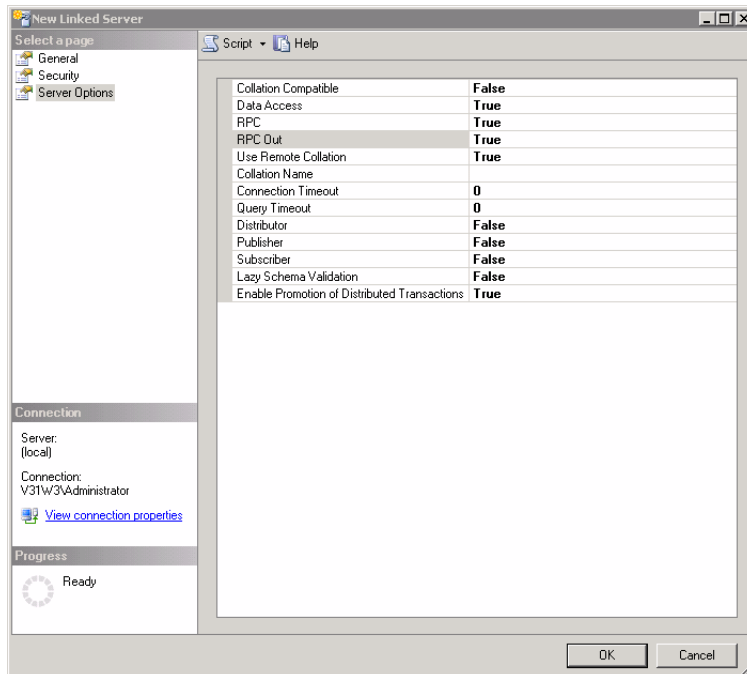 New Linked Server
Select a page
General
Security
Server Options
Script Help
Collation Compatible False
Data Access True
RPC True
RPC Out True
Use Remote Collation True
Collation Name
Connection Timeout 0
Query Timeout 0
Distributor False
Publisher False
Subscriber False
Lazy Schema Validation False
Enable Promotion of Distributed Transactions True
Connection
Server:
(local)
Connection:
V31W3\Administrator
View connection properties
Progress
Ready
OK Cancel